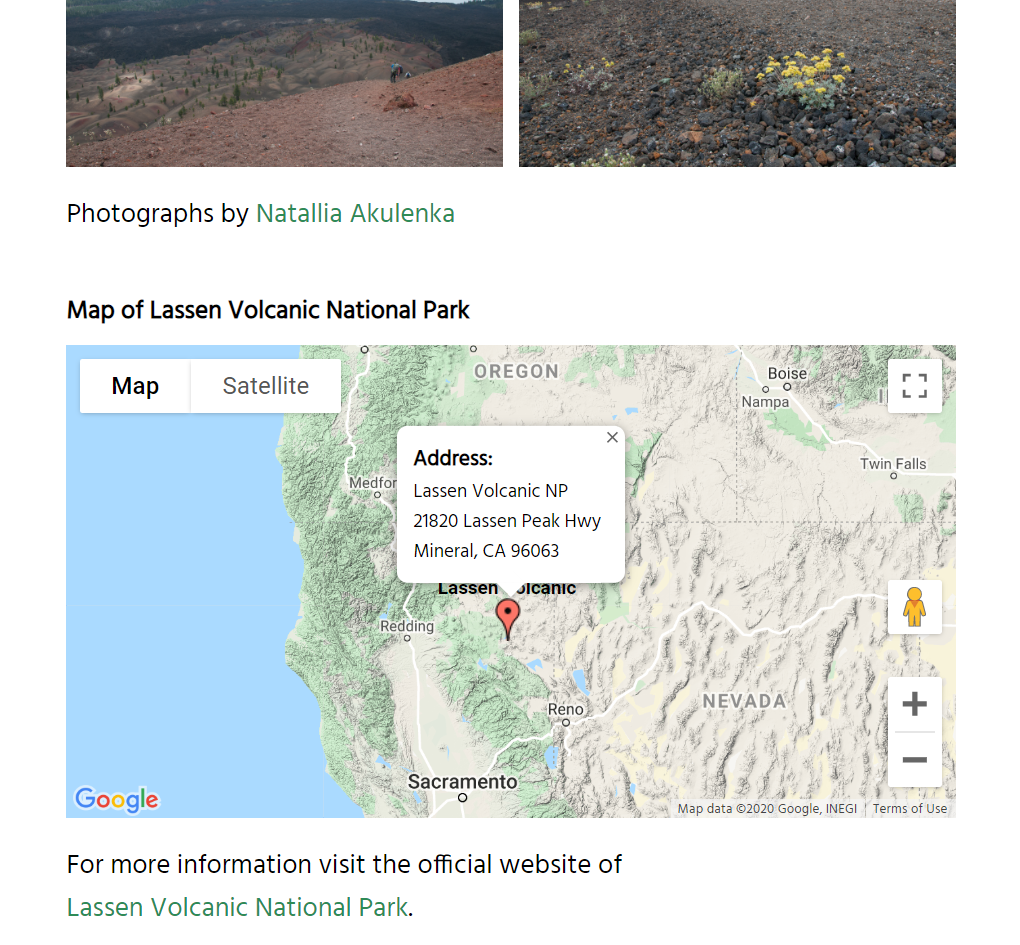 Photographs by Natallia Akulenka
Map of Lassen Volcanic National Park
Map Satellite
OREGON
Boise
Nampa
Address:
Twin Falls
Lassen Volcanic NP
Medfor
21820 Lassen Peak Hwy
Mineral, CA 96063
Lassen olcanic
Redding
Reno
NEVADA
Sacramento
Google
Map data ©2020 Google, INEGI Terms of Use
For more information visit the official website of
Lassen Volcanic National Park.